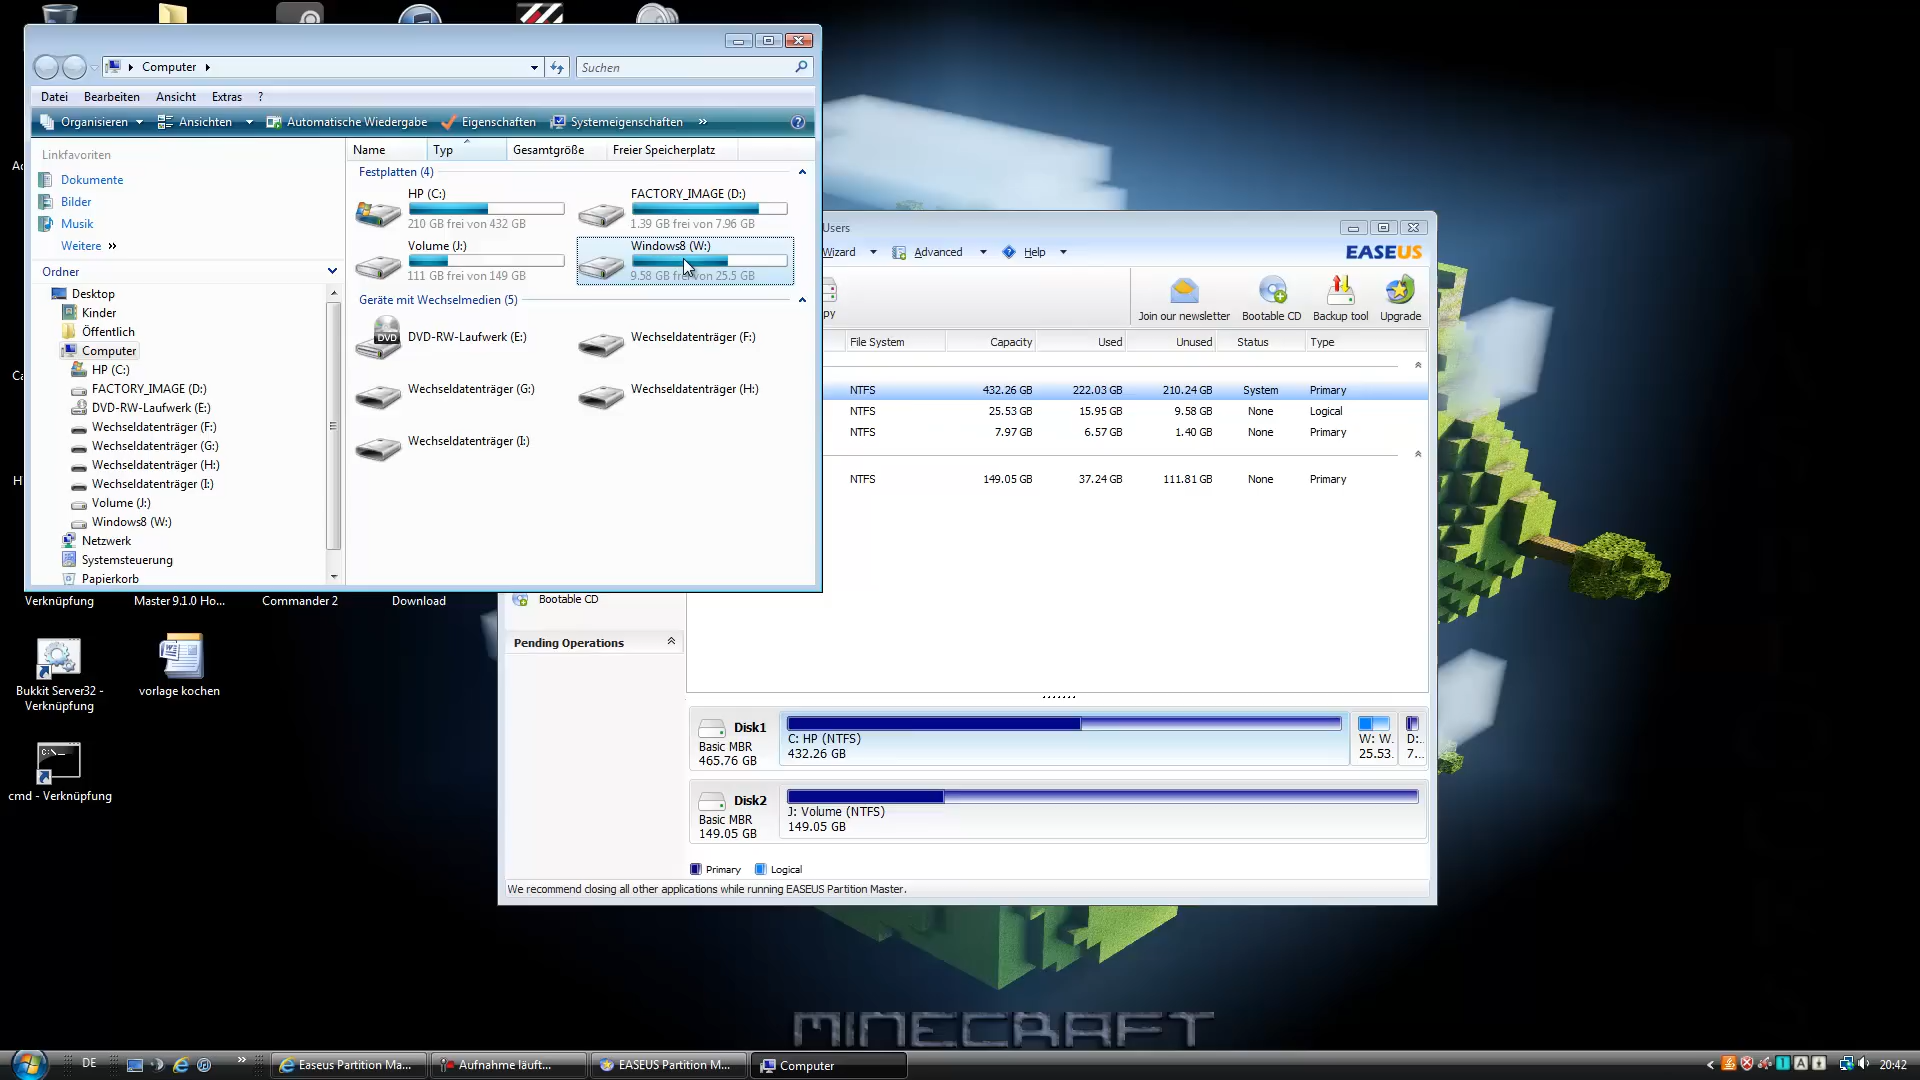 Computer
Suchen
Datei Bearbeiten Ansicht Extras ?
Organisieren Ansichten Automatische Wiedergabe Eigenschaften Systemeigenschaften »
Linkfavoriten
Dokumente
Bilder
Musik
Weitere »
Ordner
Desktop
Kinder
Öffentlich
Computer
HP (C:)
FACTORY_IMAGE (D:)
DVD-RW-Laufwerk (E:)
Wechseldatenträger (F:)
Wechseldatenträger (G:)
Wechseldatenträger (H:)
Wechseldatenträger (I:)
Volume (J:)
Windows8 (W:)
Netzwerk
Systemsteuerung
Papierkorb
Name Typ Gesamtgröße Freier Speicherplatz
Festplatten (4)
HP (C:)
210 GB frei von 432 GB
FACTORY_IMAGE (D:)
1.39 GB frei von 7.96 GB
Volume (J:)
111 GB frei von 149 GB
Windows8 (W:)
9.58 GB frei von 25.5 GB
Geräte mit Wechselmedien (5)
DVD
DVD-RW-Laufwerk (E:)
Wechseldatenträger (F:)
Wechseldatenträger (G:)
Wechseldatenträger (H:)
Wechseldatenträger (I:)
Users
Wizard Advanced Help
EASEUS
py
Join our newsletter Bootable CD Backup tool Upgrade
File System Capacity Used Unused Status Type
NTFS 432.26 GB 222.03 GB 210.24 GB System Primary
NTFS 25.53 GB 15.95 GB 9.58 GB None Logical
NTFS 7.97 GB 6.57 GB 1.40 GB None Primary
NTFS 149.05 GB 37.24 GB 111.81 GB None Primary
Bootable CD
Pending Operations
Disk1
Basic MBR
465.76 GB
C: HP (NTFS)
432.26 GB
W: W.
25.53.
D:.
7...
Disk2
Basic MBR
149.05 GB
J: Volume (NTFS)
149.05 GB
Primary Logical
We recommend closing all other applications while running EASEUS Partition Master.
Verknüpfung
Master 9.1.0 Ho...
Commander 2
Download
Bukkit Server32 -
Verknüpfung
vorlage kochen
C:\-
cmd - Verknüpfung
MINECRAFT
DE
»
Easeus Partition Ma...
Aufnahme läuft...
EASEUS Partition M...
Computer
20:42